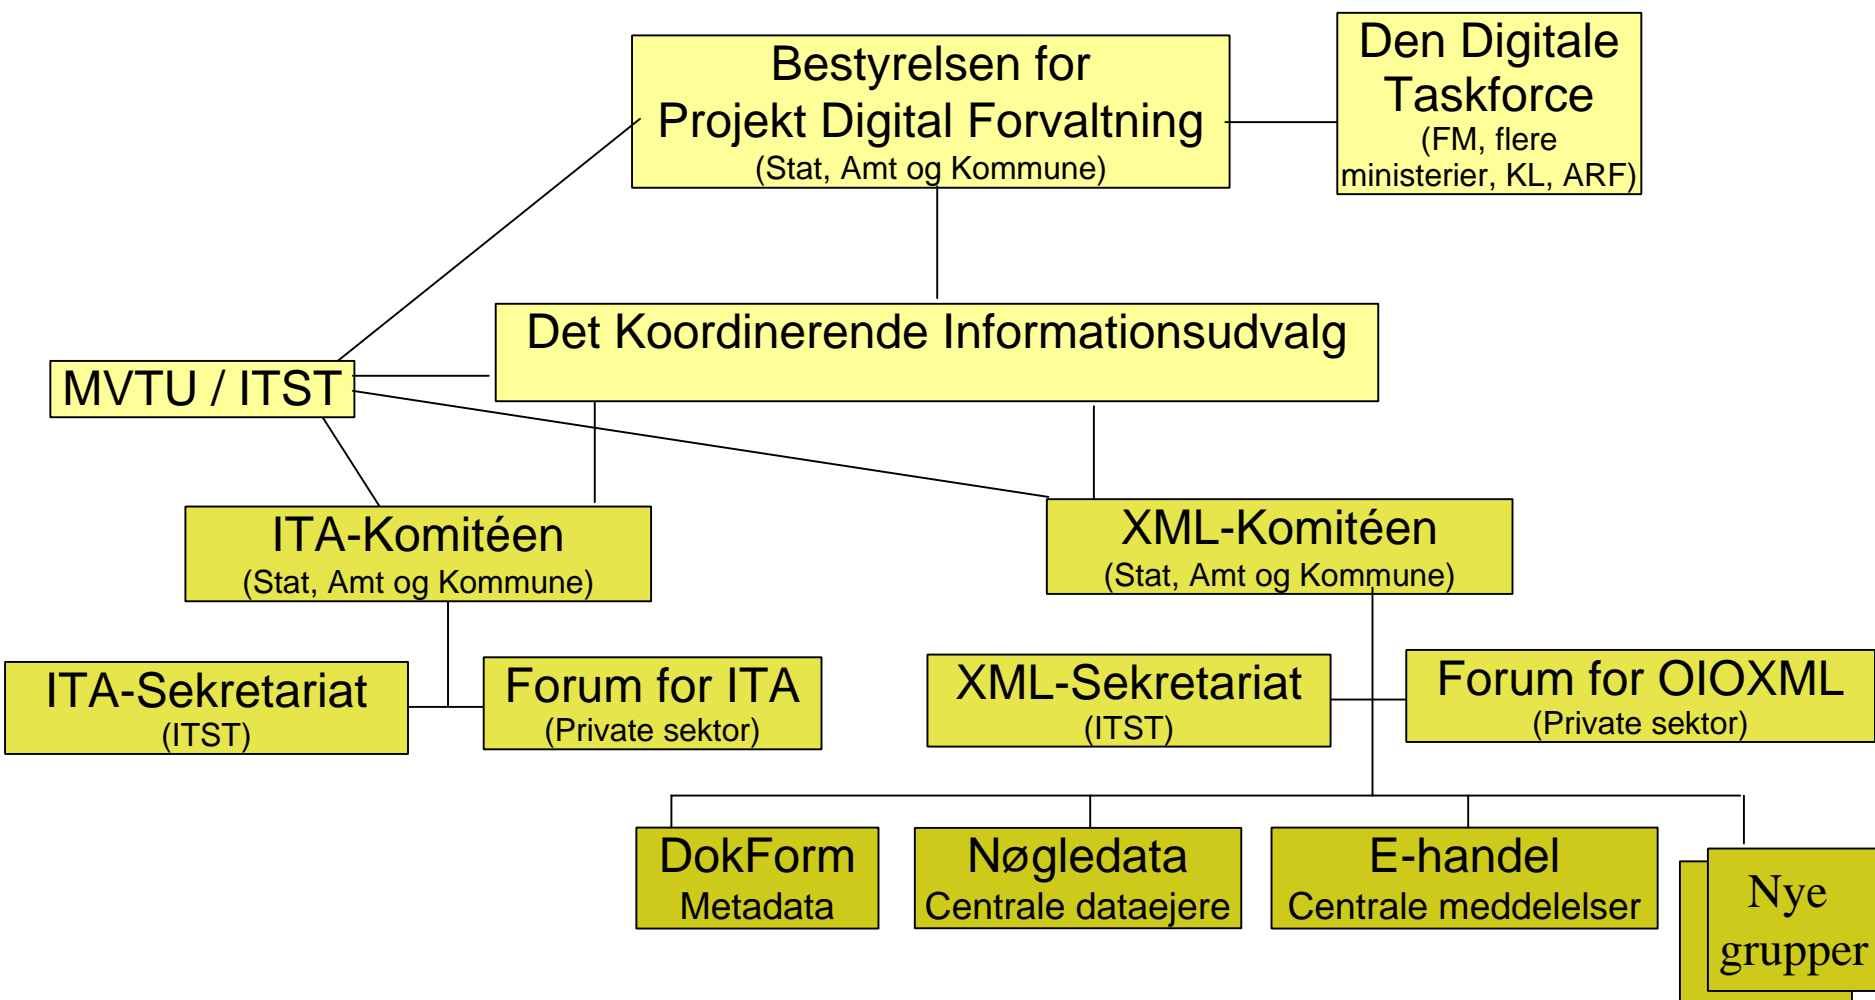 Bestyrelsen for
Projekt Digital Forvaltning
(Stat, Amt og Kommune)
Den Digitale
Taskforce
(FM, flere
ministerier, KL, ARF)
Det Koordinerende Informationsudvalg
MVTU / ITST
ITA-Komitéen
(Stat, Amt og Kommune)
XML-Komitéen
(Stat, Amt og Kommune)
ITA-Sekretariat
(ITST)
Forum for ITA
(Private sektor)
XML-Sekretariat
(ITST)
Forum for OIOXML
(Private sektor)
DokForm
Metadata
Nøgledata
Centrale dataejere
E-handel
Centrale meddelelser
Nye
grupper